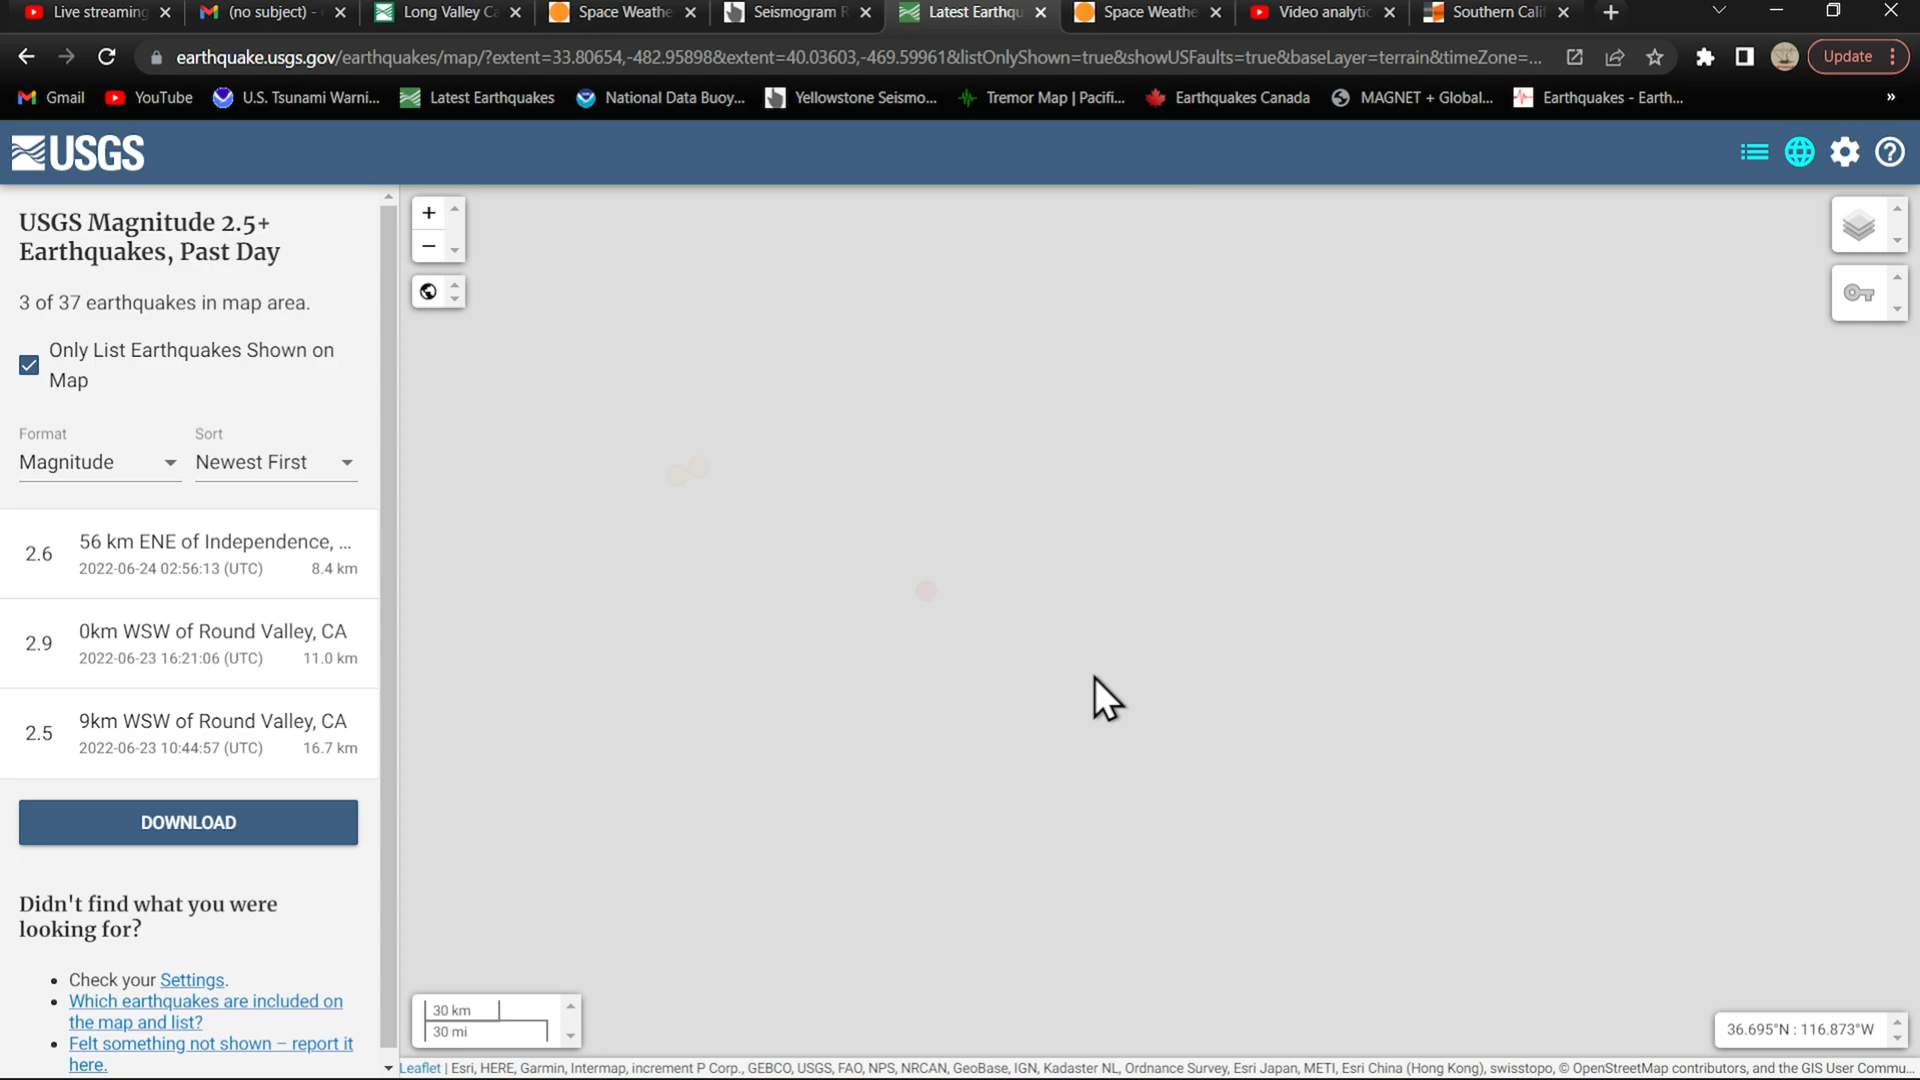 Live streaming
(no subject) -
Long Valley Ca
Space Weathe
Seismogram R
Latest Earthqu
Space Weathe
Video analytic
Southern Calif
earthquake.usgs.gov/earthquakes/map/?extent=33.80654,-482.95898&extent=40.03603,-469.59961&listOnlyShown=true&showUSFaults=true&baseLayer=terrain&timeZone=...
Update
Gmail
YouTube
U.S. Tsunami Warni...
Latest Earthquakes
National Data Buoy...
Yellowstone Seismo...
Tremor Map | Pacifi...
Earthquakes Canada
MAGNET + Global...
Earthquakes - Earth...
»
USGS
USGS Magnitude 2.5+
Earthquakes, Past Day
3 of 37 earthquakes in map area.
Only List Earthquakes Shown on
Map
Format
Sort
Magnitude
Newest First
2.6
56 km ENE of Independence, ...
2022-06-24 02:56:13 (UTC)
8.4 km
2.9
0km WSW of Round Valley, CA
2022-06-23 16:21:06 (UTC)
11.0 km
2.5
9km WSW of Round Valley, CA
2022-06-23 10:44:57 (UTC)
16.7 km
DOWNLOAD
Didn't find what you were
looking for?
• Check your Settings.
• Which earthquakes are included on
the map and list?
• Felt something not shown – report it
here.
+
−
30 km
30 mi
36.695°N : 116.873°W
Leaflet | Esri, HERE, Garmin, Intermap, increment P Corp., GEBCO, USGS, FAO, NPS, NRCAN, GeoBase, IGN, Kadaster NL, Ordnance Survey, Esri Japan, METI, Esri China (Hong Kong), swisstopo, © OpenStreetMap contributors, and the GIS User Commu...